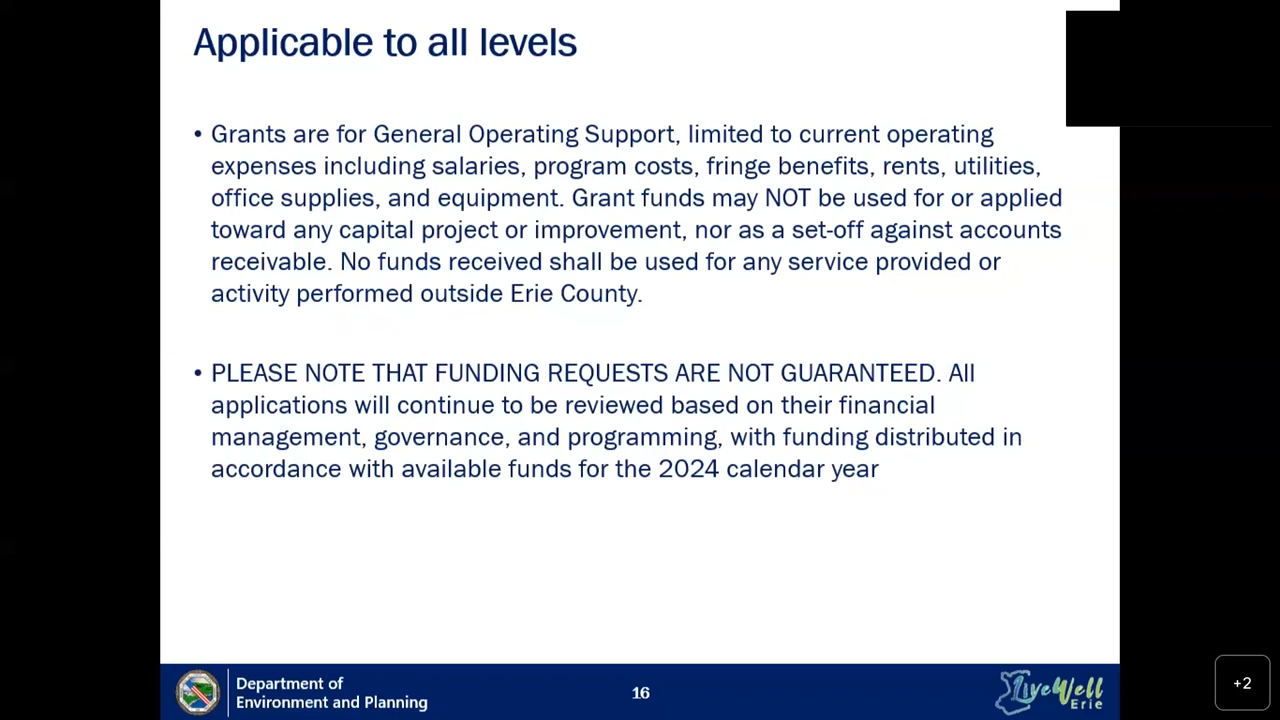 Applicable to all levels
• Grants are for General Operating Support, limited to current operating
expenses including salaries, program costs, fringe benefits, rents, utilities,
office supplies, and equipment. Grant funds may NOT be used for or applied
toward any capital project or improvement, nor as a set-off against accounts
receivable. No funds received shall be used for any service provided or
activity performed outside Erie County.
• PLEASE NOTE THAT FUNDING REQUESTS ARE NOT GUARANTEED. All
applications will continue to be reviewed based on their financial
management, governance, and programming, with funding distributed in
accordance with available funds for the 2024 calendar year
Department of
Environment and Planning
16
LiveWell
Erie
+2